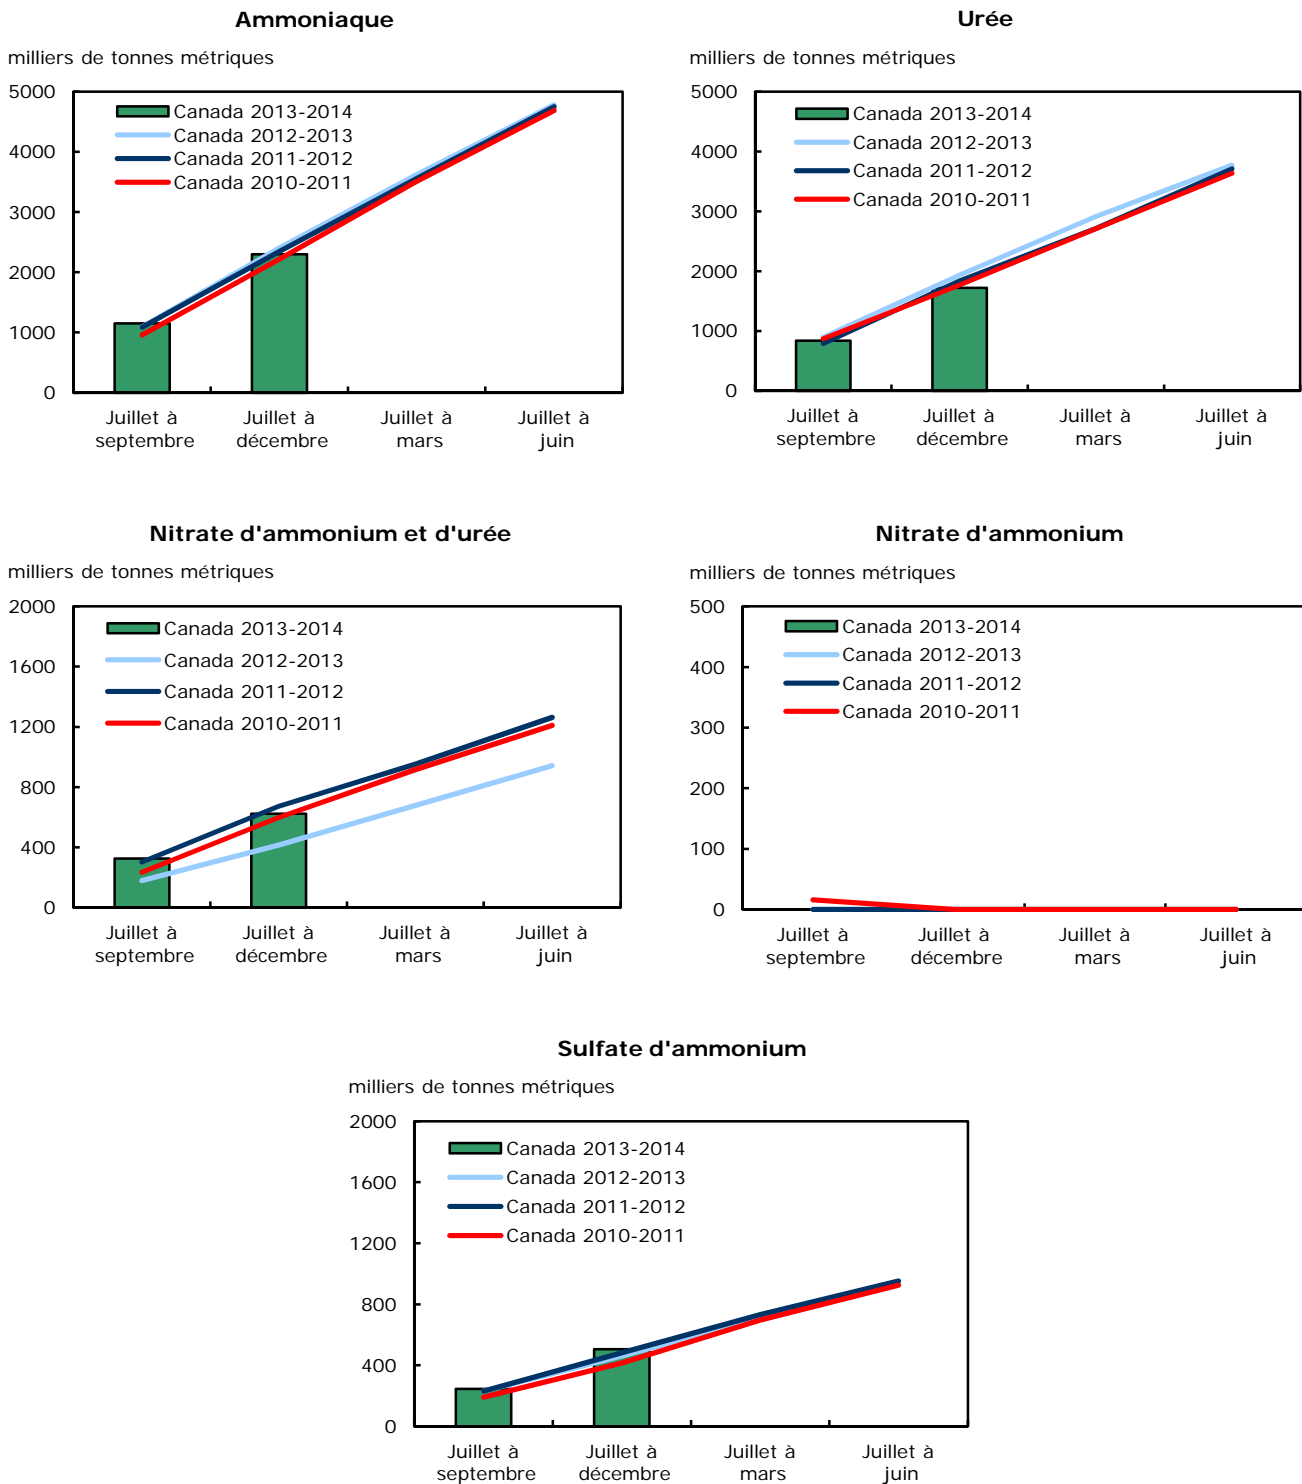 Ammoniaque
milliers de tonnes métriques
5000
4000
3000
2000
1000
0
Canada 2013-2014
Canada 2012-2013
Canada 2011-2012
Canada 2010-2011
Juillet à
septembre
Juillet à
décembre
Juillet à
mars
Juillet à
juin
Urée
milliers de tonnes métriques
5000
4000
3000
2000
1000
0
Canada 2013-2014
Canada 2012-2013
Canada 2011-2012
Canada 2010-2011
Juillet à
septembre
Juillet à
décembre
Juillet à
mars
Juillet à
juin
Nitrate d'ammonium et d'urée
milliers de tonnes métriques
2000
1600
1200
800
400
0
Canada 2013-2014
Canada 2012-2013
Canada 2011-2012
Canada 2010-2011
Juillet à
septembre
Juillet à
décembre
Juillet à
mars
Juillet à
juin
Nitrate d'ammonium
milliers de tonnes métriques
500
400
300
200
100
0
Canada 2013-2014
Canada 2012-2013
Canada 2011-2012
Canada 2010-2011
Juillet à
septembre
Juillet à
décembre
Juillet à
mars
Juillet à
juin
Sulfate d'ammonium
milliers de tonnes métriques
2000
1600
1200
800
400
0
Canada 2013-2014
Canada 2012-2013
Canada 2011-2012
Canada 2010-2011
Juillet à
septembre
Juillet à
décembre
Juillet à
mars
Juillet à
juin